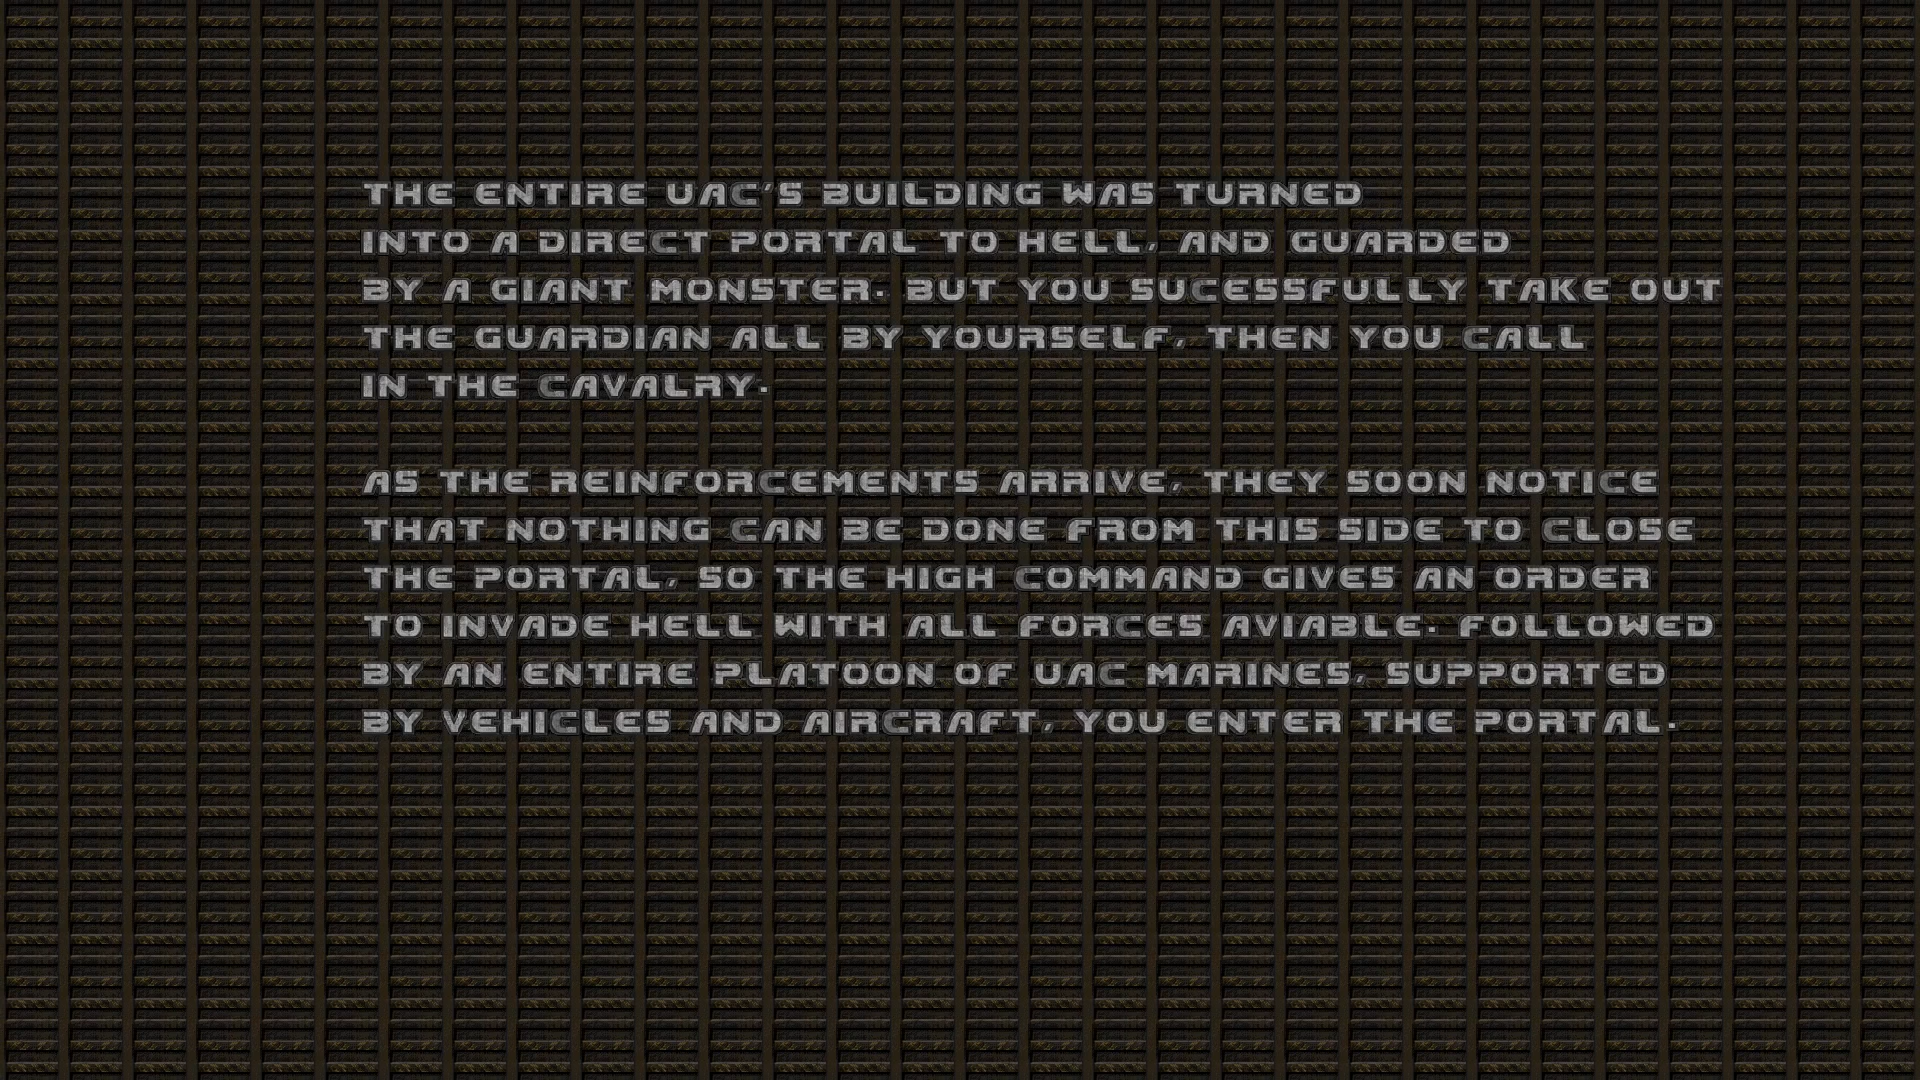 THE ENTIRE UAC'S BUILDING WAS TURNED
INTO A DIRECT PORTAL TO HELL, AND GUARDED
BY A GIANT MONSTER. BUT YOU SUCESSFULLY TAKE OUT
THE GUARDIAN ALL BY YOURSELF, THEN YOU CALL
IN THE CAVALRY.
AS THE REINFORCEMENTS ARRIVE, THEY SOON NOTICE
THAT NOTHING CAN BE DONE FROM THIS SIDE TO CLOSE
THE PORTAL, SO THE HIGH COMMAND GIVES AN ORDER
TO INVADE HELL WITH ALL FORCES AVIABLE. FOLLOWED
BY AN ENTIRE PLATOON OF UAC MARINES, SUPPORTED
BY VEHICLES AND AIRCRAFT, YOU ENTER THE PORTAL.